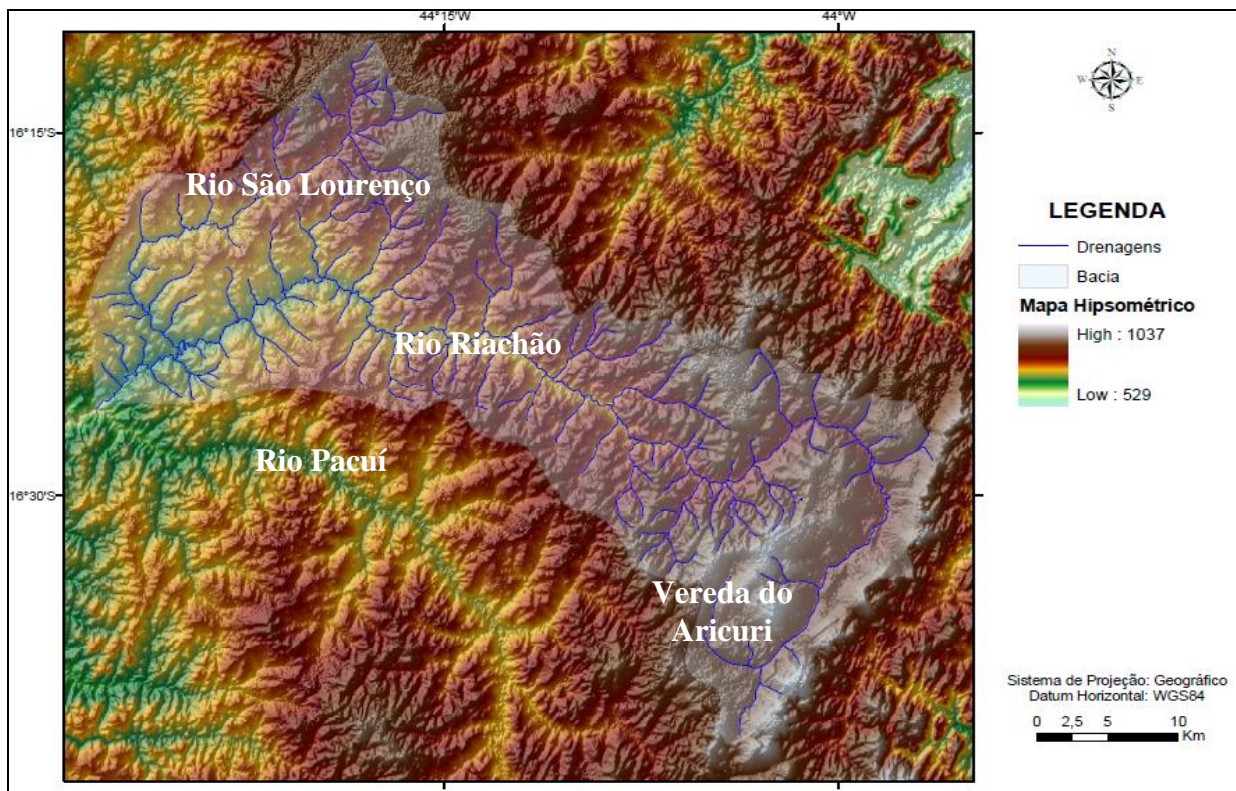 44°15'W
44°W
16°15'S
16°30'S
Rio São Lourenço
Rio Riachão
Rio Pacuí
Vereda do
Aricuri
N
W
E
S
LEGENDA
Drenagens
Bacia
Mapa Hipsométrico
High : 1037
Low : 529
Sistema de Projeção: Geográfico
Datum Horizontal: WGS84
0 2,5 5 10
Km